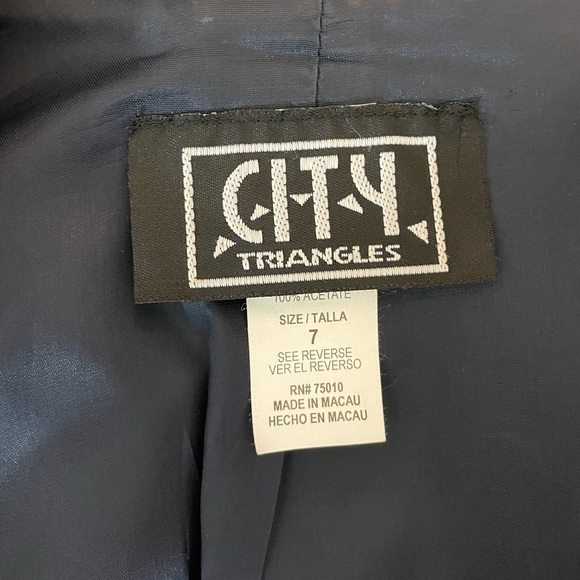 CITY
TRIANGLES
100% ACETATE
SIZE / TALLA
7
SEE REVERSE
VER EL REVERSO
RN# 75010
MADE IN MACAU
HECHO EN MACAU